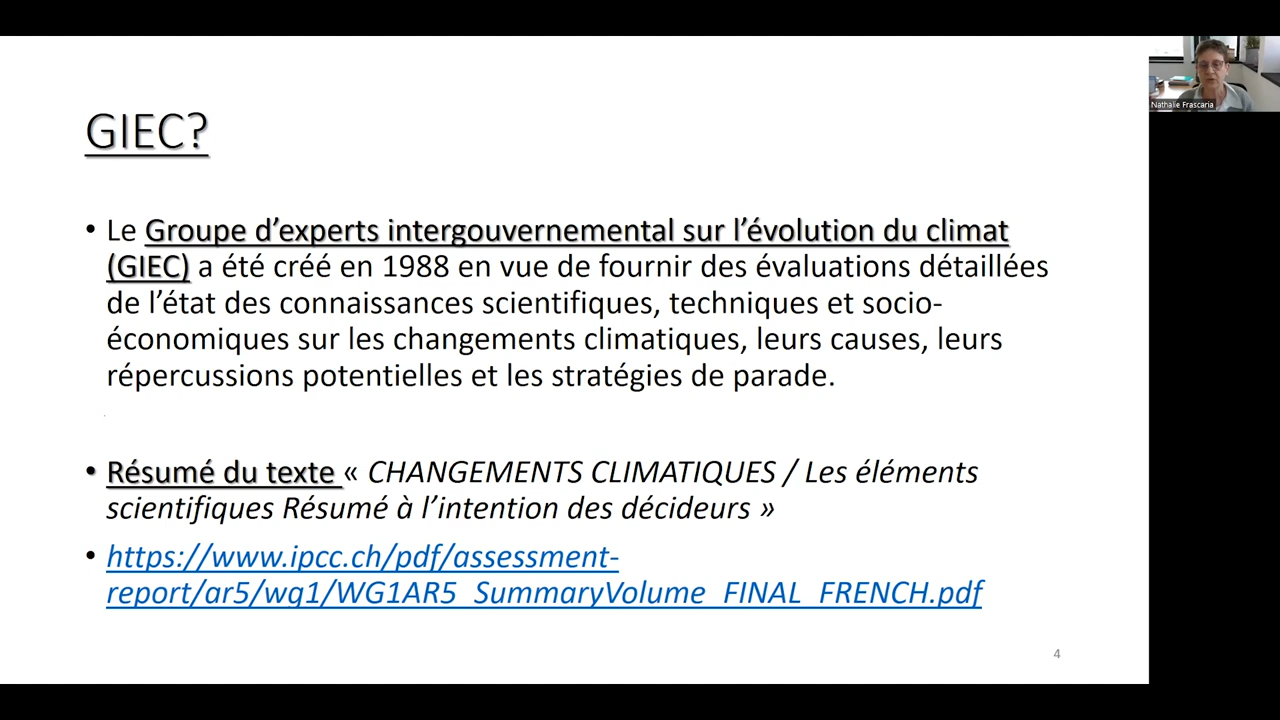 GIEC?
Nathalie Frascaria
• Le Groupe d’experts intergouvernemental sur l’évolution du climat
(GIEC) a été créé en 1988 en vue de fournir des évaluations détaillées
de l’état des connaissances scientifiques, techniques et socio-
économiques sur les changements climatiques, leurs causes, leurs
répercussions potentielles et les stratégies de parade.
• Résumé du texte « CHANGEMENTS CLIMATIQUES / Les éléments
scientifiques Résumé à l’intention des décideurs »
• https://www.ipcc.ch/pdf/assessment-
report/ar5/wg1/WG1AR5_SummaryVolume_FINAL_FRENCH.pdf
4